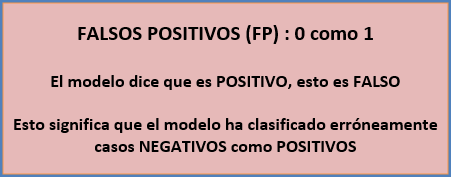 FALSOS POSITIVOS (FP) : 0 como 1
El modelo dice que es POSITIVO, esto es FALSO
Esto significa que el modelo ha clasificado erróneamente
casos NEGATIVOS como POSITIVOS